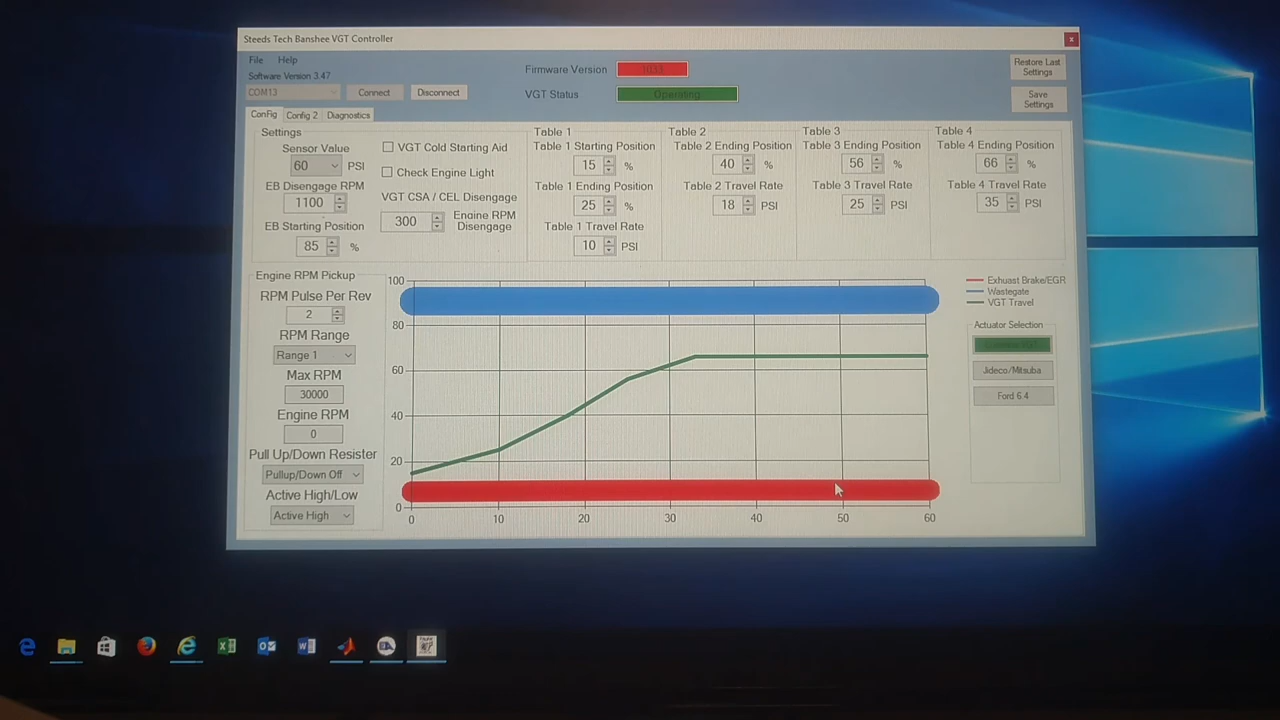 Steeds Tech Banshee VGT Controller
x
File Help
Software Version 3.47
COM13
Connect
Disconnect
Firmware Version
1033
VGT Status
Operating
Restore Last Settings
Save Settings
Config
Config 2
Diagnostics
Settings
Sensor Value
60 PSI
EB Disengage RPM
1100
EB Starting Position
85 %
VGT Cold Starting Aid
Check Engine Light
VGT CSA / CEL Disengage
300 Engine RPM Disengage
Table 1
Table 1 Starting Position
15 %
Table 1 Ending Position
25 %
Table 1 Travel Rate
10 PSI
Table 2
Table 2 Ending Position
40 %
Table 2 Travel Rate
18 PSI
Table 3
Table 3 Ending Position
56 %
Table 3 Travel Rate
25 PSI
Table 4
Table 4 Ending Position
66 %
Table 4 Travel Rate
35 PSI
Engine RPM Pickup
RPM Pulse Per Rev
2
RPM Range
Range 1
Max RPM
30000
Engine RPM
0
Pull Up/Down Resister
Pullup/Down Off
Active High/Low
Active High
100
80
60
40
20
0
0 10 20 30 40 50 60
Exhuast Brake/EGR
Wastegate
VGT Travel
Actuator Selection
Jideco/Mitsuba
Ford 6.4